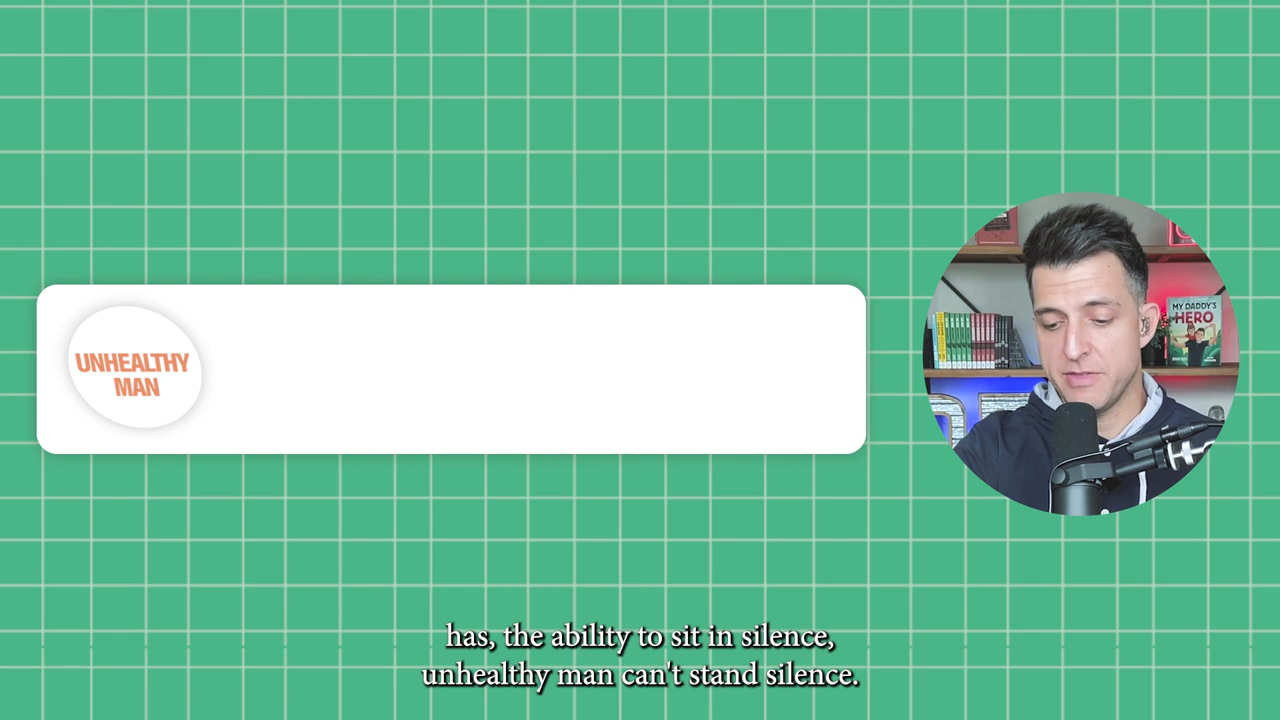 UNHEALTHY
MAN
MY DADDY'S
HERO
has, the ability to sit in silence,
unhealthy man can't stand silence.